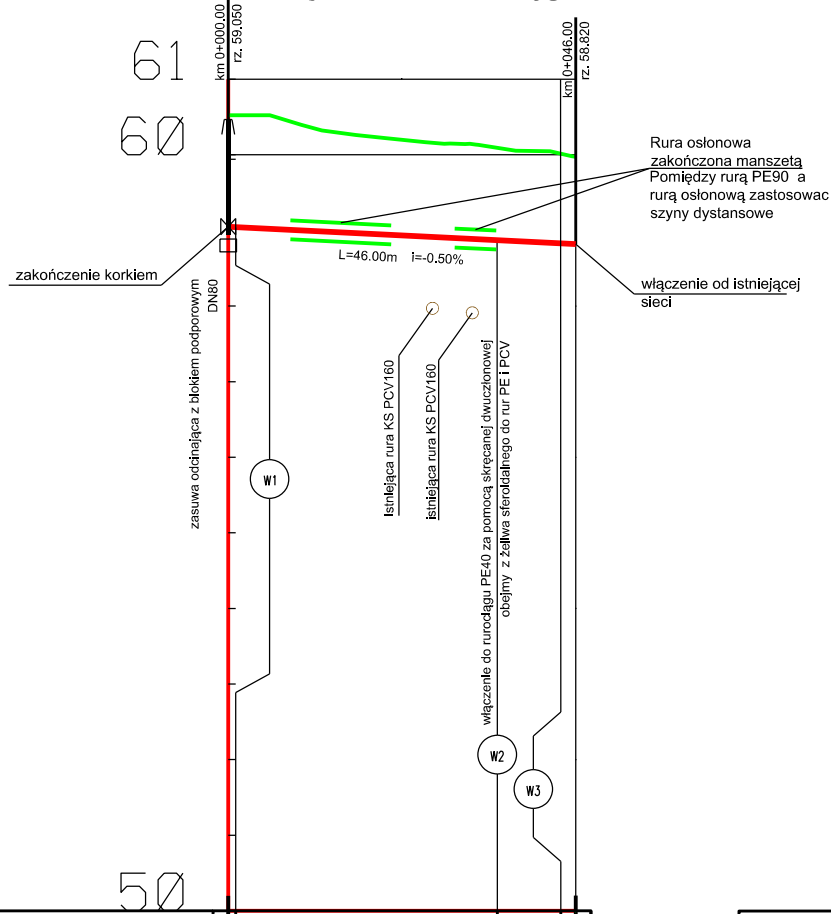 km 0+000.00
rz. 59.050
km 0+046.00
rz. 58.820
61
60
Rura osłonowa
zakończona manszetą
Pomiędzy rurą PE90 a
rurą osłonową zastosowac
szyny dystansowe
L=46.00m i=-0.50%
zakończenie korkiem
włączenie od istniejącej
sieci
zasuwa odcinająca z blokiem podporowym
DN80
Istniejąca rura KS PCV160
istniejąca rura KS PCV160
włączenie do rurociągu PE40 za pomocą skręcanej dwuczłonowej
obejmy z żeliwa sferoidalnego do rur PE i PCV
W1
W2
W3
50